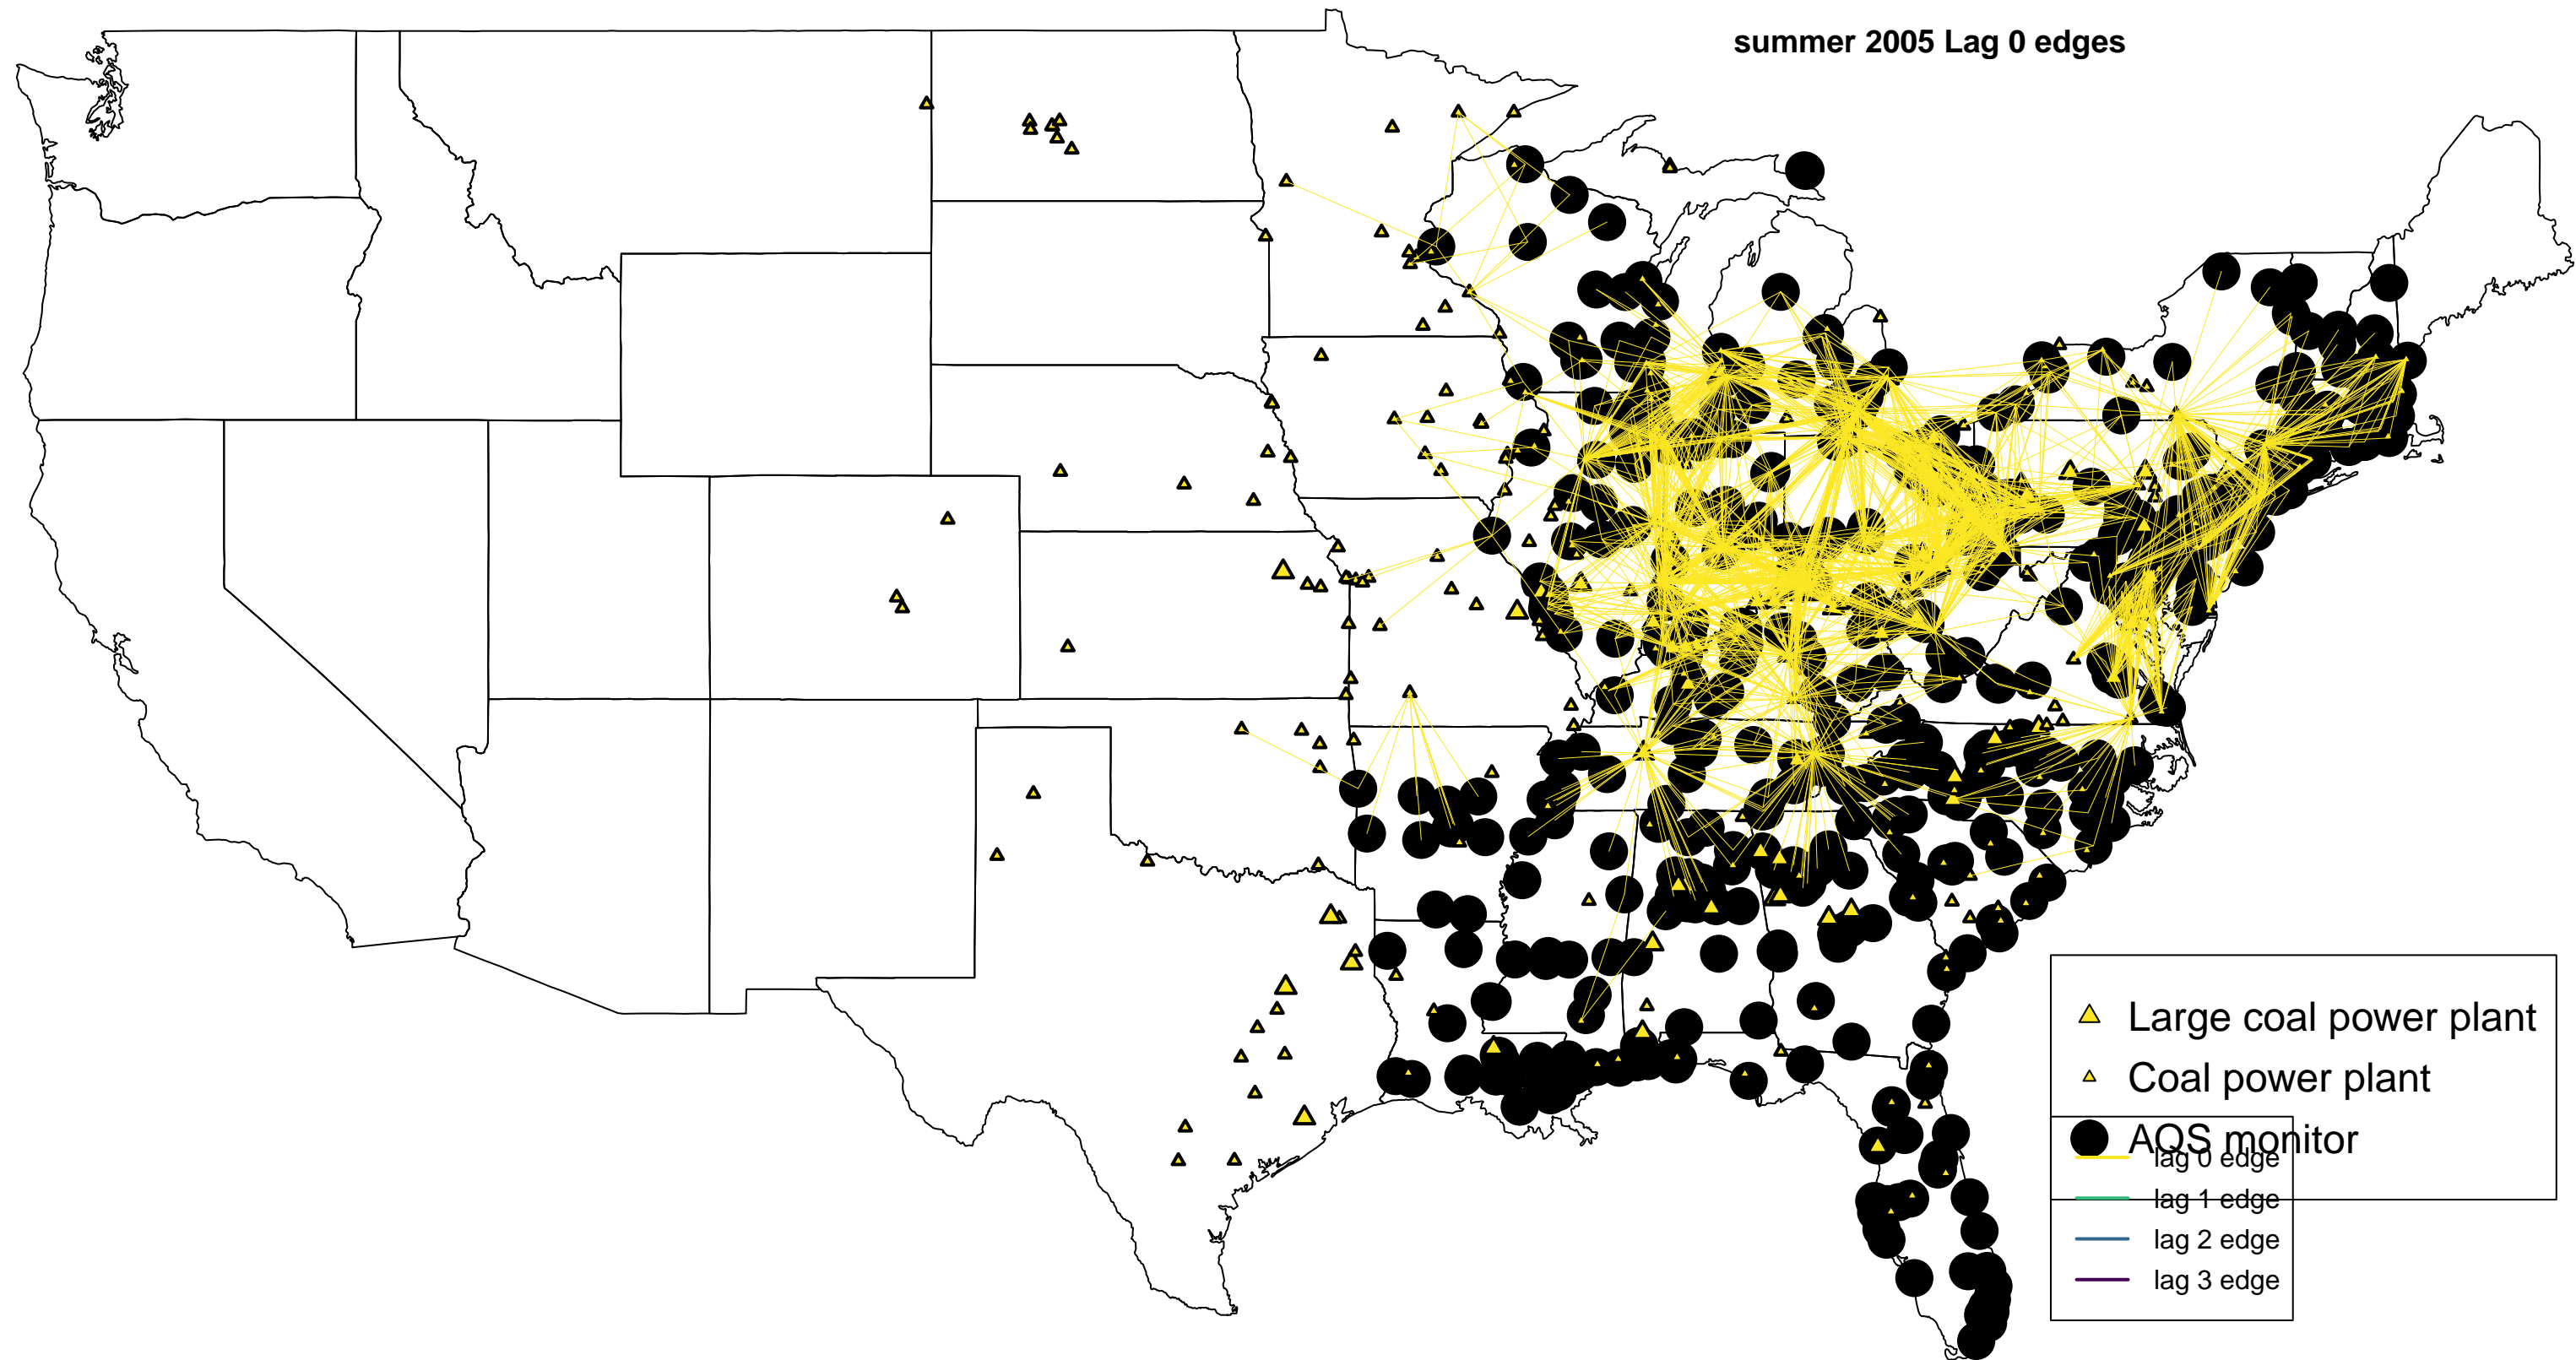 summer 2005 Lag 0 edges
Large coal power plant
Coal power plant
AQS monitor
lag 0 edge
lag 1 edge
lag 2 edge
lag 3 edge